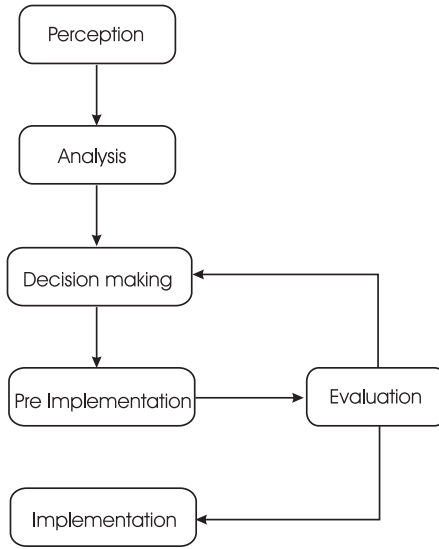 Perception
Analysis
Decision making
Pre Implementation
Evaluation
Implementation